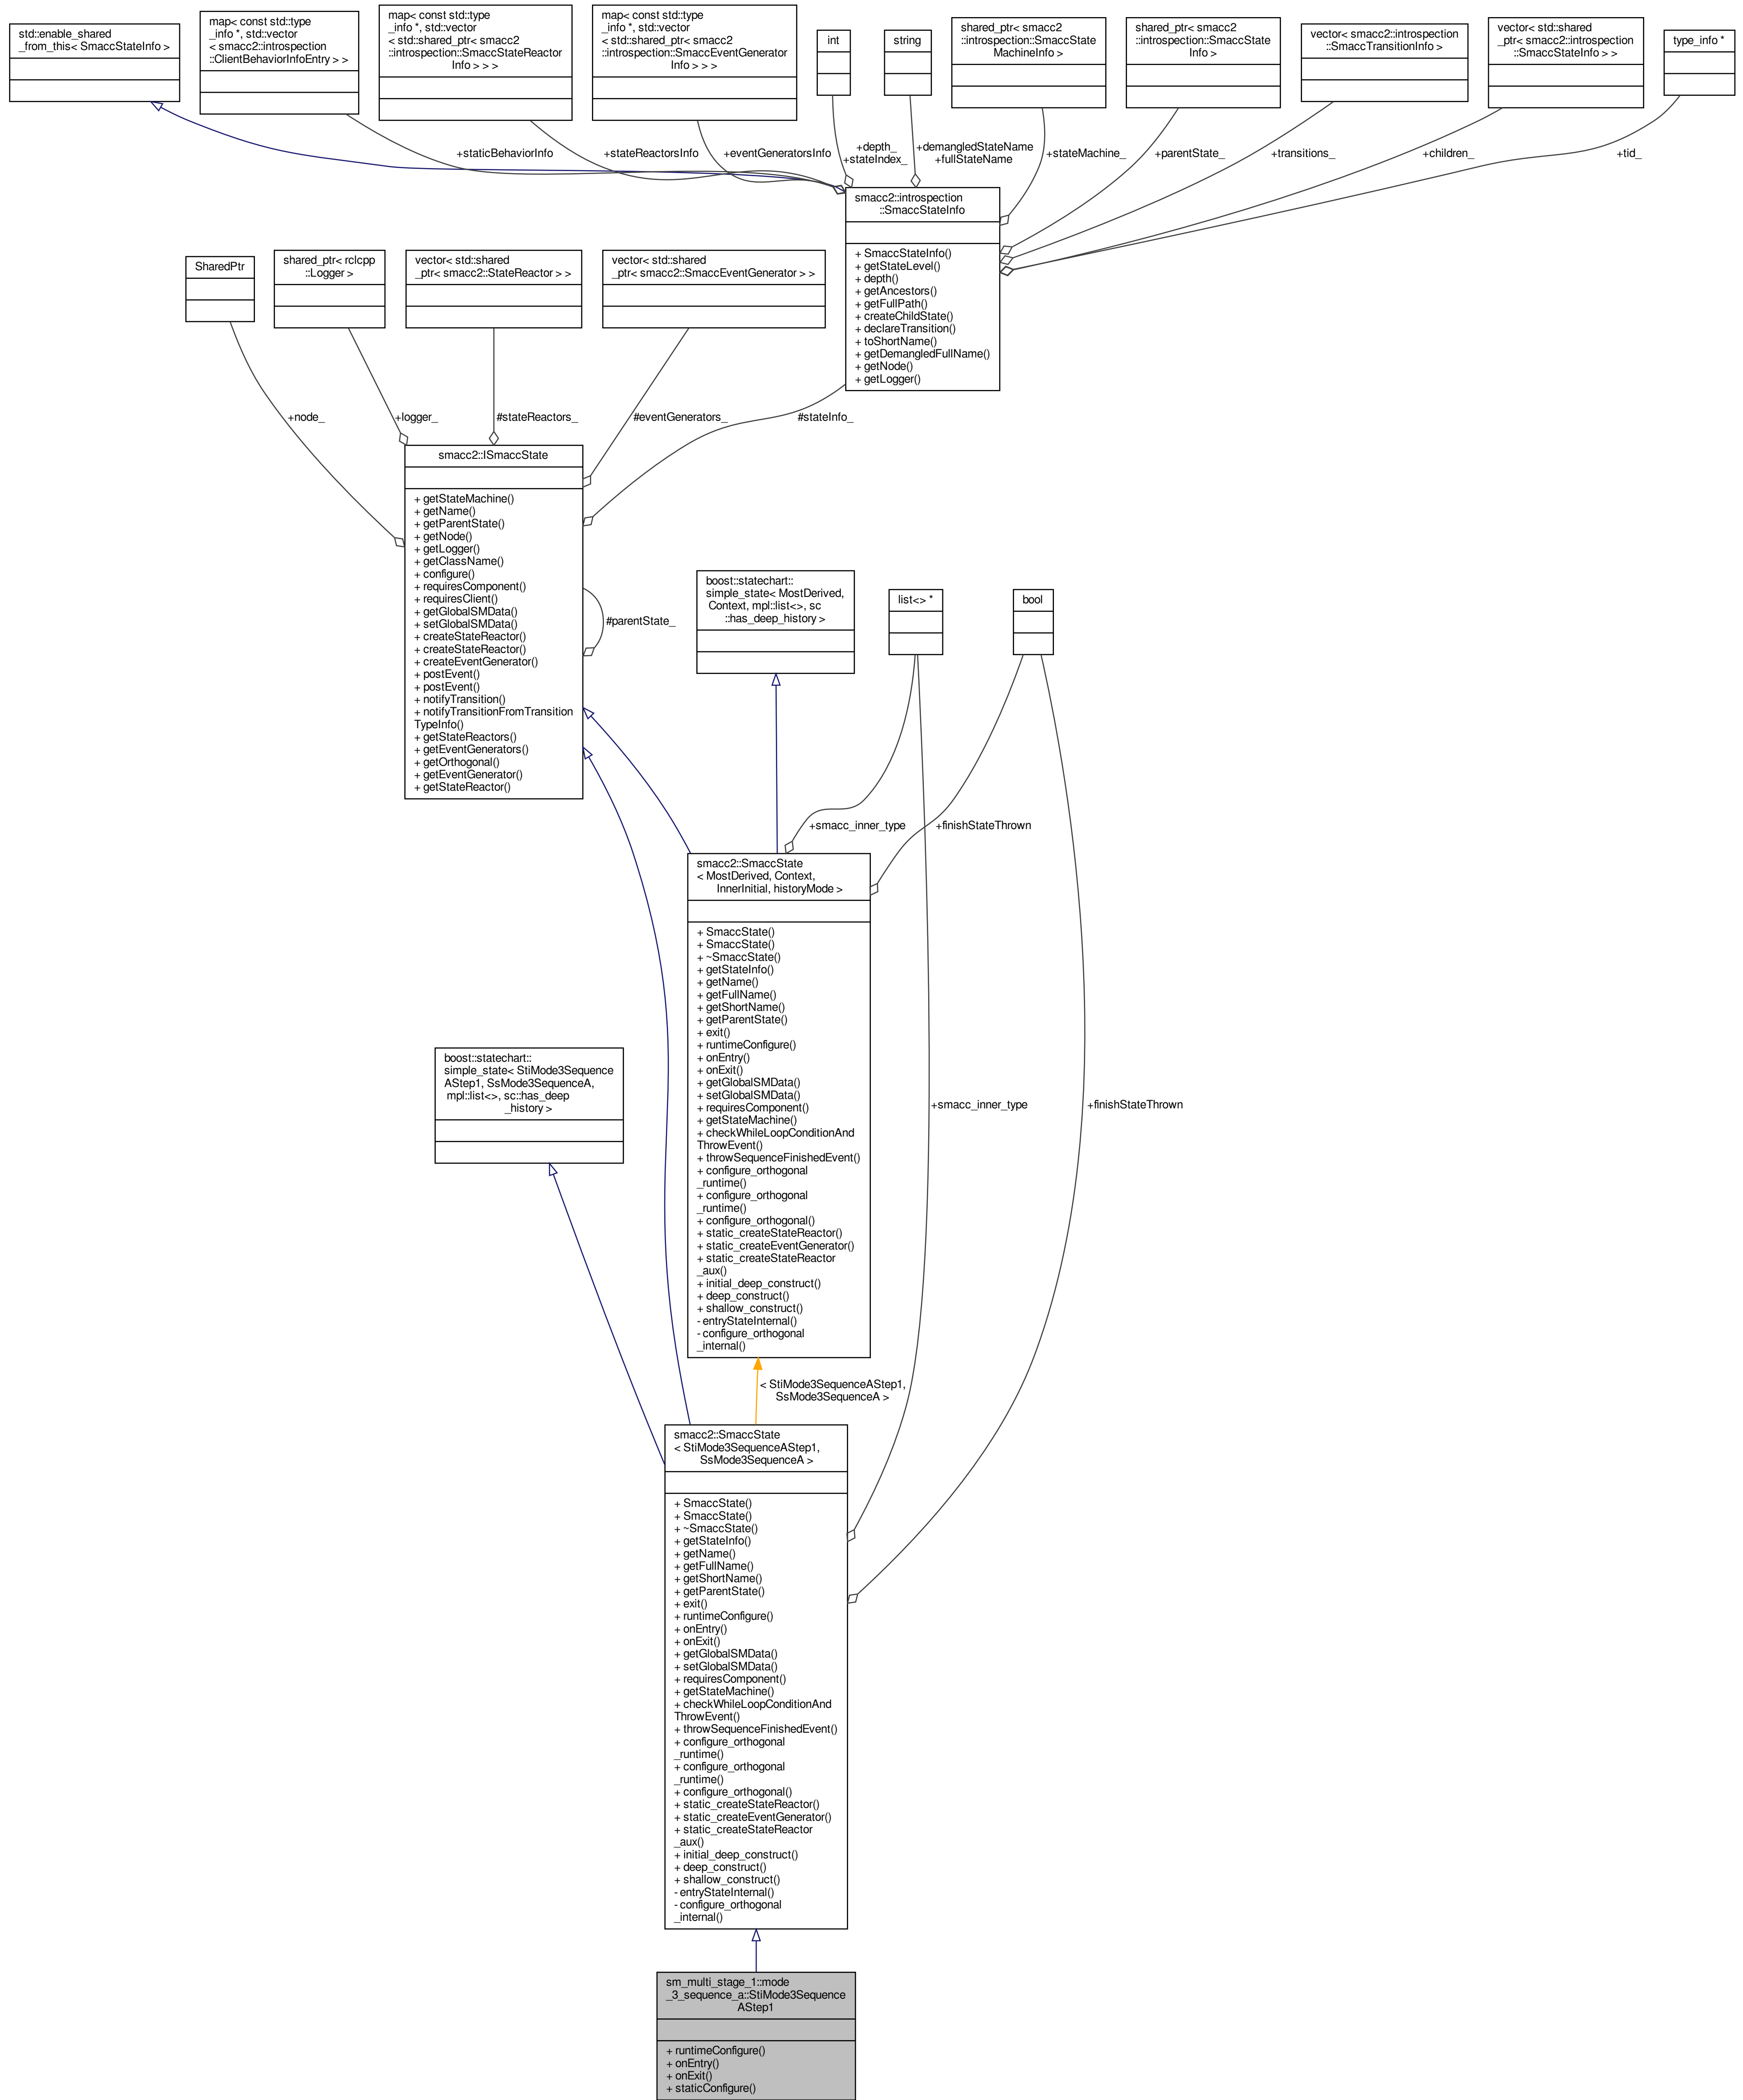 std::enable_shared
_from_this< SmaccStateInfo >
map< const std::type
_info *, std::vector
< smacc2::introspection
::ClientBehaviorInfoEntry > >
map< const std::type
_info *, std::vector
< std::shared_ptr< smacc2
::introspection::SmaccStateReactor
Info > > >
map< const std::type
_info *, std::vector
< std::shared_ptr< smacc2
::introspection::SmaccEventGenerator
Info > > >
int
string
shared_ptr< smacc2
::introspection::SmaccState
MachineInfo >
shared_ptr< smacc2
::introspection::SmaccState
Info >
vector< smacc2::introspection
::SmaccTransitionInfo >
vector< std::shared
_ptr< smacc2::introspection
::SmaccStateInfo > >
type_info *
+staticBehaviorInfo
+stateReactorsInfo
+eventGeneratorsInfo
+depth_
+stateIndex_
+demangledStateName
+fullStateName
+stateMachine_
+parentState_
+transitions_
+children_
+tid_
smacc2::introspection
::SmaccStateInfo
+ SmaccStateInfo()
+ getStateLevel()
+ depth()
+ getAncestors()
+ getFullPath()
+ createChildState()
+ declareTransition()
+ toShortName()
+ getDemangledFullName()
+ getNode()
+ getLogger()
SharedPtr
shared_ptr< rclcpp
::Logger >
vector< std::shared
_ptr< smacc2::StateReactor > >
vector< std::shared
_ptr< smacc2::SmaccEventGenerator > >
+node_
+logger_
#stateReactors_
#eventGenerators_
#stateInfo_
smacc2::ISmaccState
+ getStateMachine()
+ getName()
+ getParentState()
+ getNode()
+ getLogger()
+ getClassName()
+ configure()
+ requiresComponent()
+ requiresClient()
+ getGlobalSMData()
+ setGlobalSMData()
+ createStateReactor()
+ createStateReactor()
+ createEventGenerator()
+ postEvent()
+ postEvent()
+ notifyTransition()
+ notifyTransitionFromTransition
TypeInfo()
+ getStateReactors()
+ getEventGenerators()
+ getOrthogonal()
+ getEventGenerator()
+ getStateReactor()
#parentState_
boost::statechart::
simple_state< MostDerived,
Context, mpl::list<>, sc
::has_deep_history >
list<> *
bool
+smacc_inner_type
+finishStateThrown
smacc2::SmaccState
< MostDerived, Context,
InnerInitial, historyMode >
+ SmaccState()
+ SmaccState()
+ ~SmaccState()
+ getStateInfo()
+ getName()
+ getFullName()
+ getShortName()
+ getParentState()
+ exit()
+ runtimeConfigure()
+ onEntry()
+ onExit()
+ getGlobalSMData()
+ setGlobalSMData()
+ requiresComponent()
+ getStateMachine()
+ checkWhileLoopConditionAnd
ThrowEvent()
+ throwSequenceFinishedEvent()
+ configure_orthogonal
_runtime()
+ configure_orthogonal
_runtime()
+ configure_orthogonal()
+ static_createStateReactor()
+ static_createEventGenerator()
+ static_createStateReactor
_aux()
+ initial_deep_construct()
+ deep_construct()
+ shallow_construct()
- entryStateInternal()
- configure_orthogonal
_internal()
boost::statechart::
simple_state< StiMode3Sequence
AStep1, SsMode3SequenceA,
mpl::list<>, sc::has_deep
_history >
+smacc_inner_type
+finishStateThrown
< StiMode3SequenceAStep1,
SsMode3SequenceA >
smacc2::SmaccState
< StiMode3SequenceAStep1,
SsMode3SequenceA >
+ SmaccState()
+ SmaccState()
+ ~SmaccState()
+ getStateInfo()
+ getName()
+ getFullName()
+ getShortName()
+ getParentState()
+ exit()
+ runtimeConfigure()
+ onEntry()
+ onExit()
+ getGlobalSMData()
+ setGlobalSMData()
+ requiresComponent()
+ getStateMachine()
+ checkWhileLoopConditionAnd
ThrowEvent()
+ throwSequenceFinishedEvent()
+ configure_orthogonal
_runtime()
+ configure_orthogonal
_runtime()
+ configure_orthogonal()
+ static_createStateReactor()
+ static_createEventGenerator()
+ static_createStateReactor
_aux()
+ initial_deep_construct()
+ deep_construct()
+ shallow_construct()
- entryStateInternal()
- configure_orthogonal
_internal()
sm_multi_stage_1::mode
_3_sequence_a::StiMode3Sequence
AStep1
+ runtimeConfigure()
+ onEntry()
+ onExit()
+ staticConfigure()